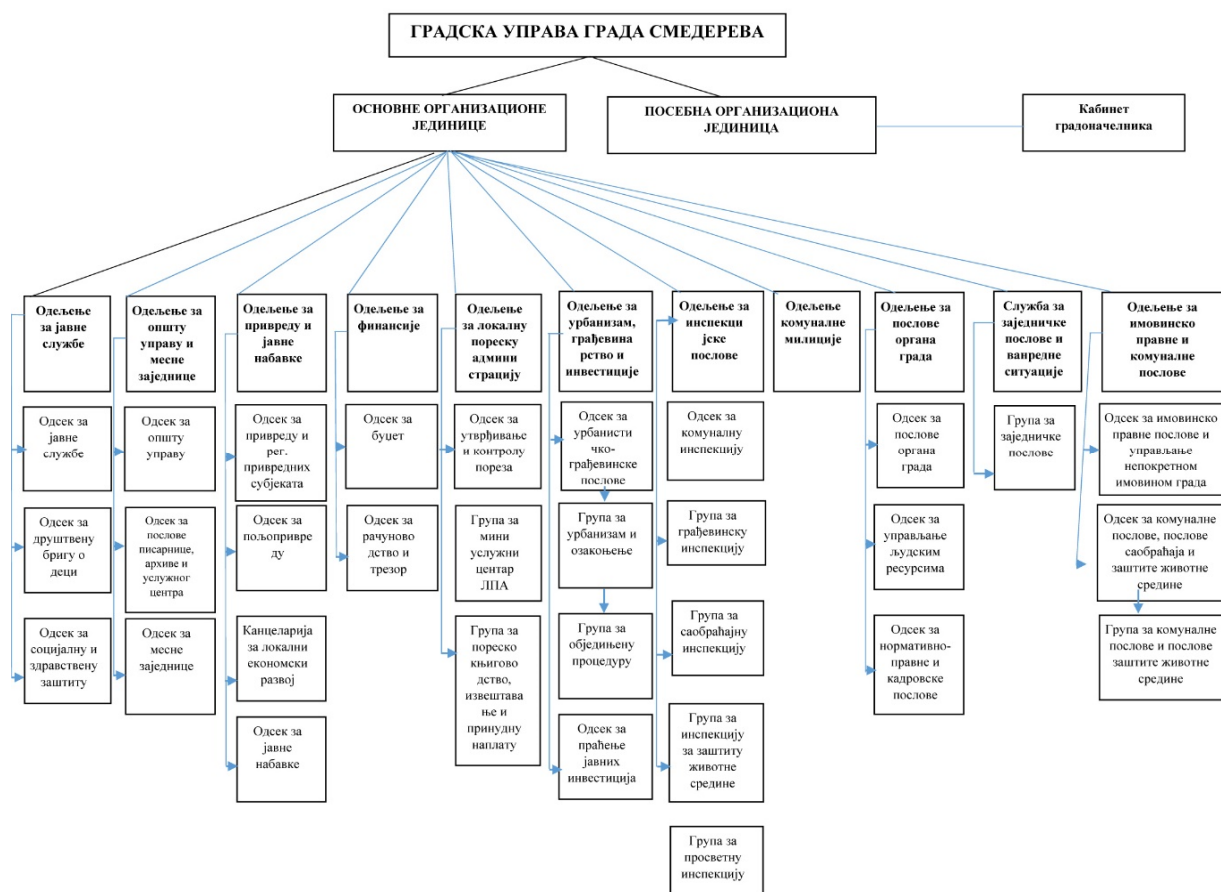 ГРАДСКА УПРАВА ГРАДА СМЕДЕРЕВА
ОСНОВНЕ ОРГАНИЗАЦИОНЕ
ЈЕДИНИЦЕ
ПОСЕБНА ОРГАНИЗАЦИОНА
ЈЕДИНИЦА
Кабинет
градоначелника
Одељење
за јавне
службе
Одељење за
општу
управу и
месне
заједнице
Одељење за
привреду и
јавне
набавке
Одељење за
финансије
Одељење
за локалну
пореску
админи
страцију
Одељење за
урбанизам,
грађевина
рство и
инвестиције
Одељење за
инспекци
јске
послове
Одељење
комуналне
милиције
Одељење за
послове
органа
града
Служба за
заједничке
послове и
ванредне
ситуације
Одељење за
имовинско
правне и
комуналне
послове
Одсек за
јавне
службе
Одсек за
општу
управу
Одсек за
привреду и
рег.
привредних
субјеката
Одсек за
буџет
Одсек за
утврђивање
и контролу
пореза
Одсек за
урбанисти
чко-
грађевинске
послове
Одсек за
комуналну
инспекцију
Одсек за
послове
органа
града
Група за
заједничке
послове
Одсек за имовинско
правне послове и
управљање
непокретном
имовином града
Одсек за
друштвену
бригу о
деци
Одсек за
послове
писарнице,
архиве и
услужног
центра
Одсек за
пољопривре
ду
Одсек за
рачуново
дство и
трезор
Група за
мини
услужни
центар
ЛПА
Група за
урбанизам и
озакоњење
Група за
грађевинску
инспекцију
Одсек за
управљање
људским
ресурсима
Одсек за комуналне
послове, послове
саобраћаја и
заштите животне
средине
Одсек за
социјалну и
здравствену
заштиту
Одсек за
месне
заједнице
Канцеларија
за локални
економски
развој
Група за
пореско
књигово
дство,
извештава
ње и
принудну
наплату
Група за
обједињену
процедуру
Група за
саобраћајну
инспекцију
Одсек за
нормативно-
правне и
кадровске
послове
Група за комуналне
послове и послове
заштите животне
средине
Одсек за
јавне
набавке
Одсек за
праћење
јавних
инвестиција
Група за
инспекцију
за заштиту
животне
средине
Група за
просветну
инспекцију